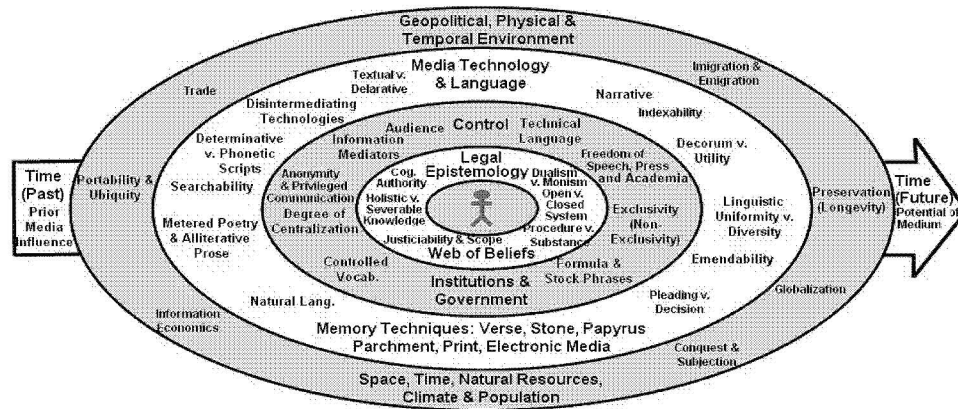 Geopolitical, Physical &
Temporal Environment
Media Technology
& Language
Textual v.
Delarative
Imigration &
Emigration
Trade
Narrative
Disintermediating
Technologies
Indexability
Audience
Control
Technical
Language
Information
Mediators
Determinative
v. Phonetic
Scripts
Decorum v.
Utility
Legal
Epistemology
Freedom of
Speech, Press
and Academia
Cog.
Authority
Dualism
v. Monism
Anonymity
& Privileged
Communication
Time
(Past)
Prior
Media
Influence
Portability &
Ubiquity
Searchability
Holistic v.
Severable
Knowledge
Open v.
Closed
System
Preservation
(Longevity)
Time
(Future)
Potential of
Medium
Degree of
Centralization
Exclusivity
(Non-
Exclusivity)
Linguistic
Uniformity v.
Diversity
Metered Poetry
& Alliterative
Prose
Procedure v.
Substance
Justiciability & Scope
Web of Beliefs
Emendability
Controlled
Vocab.
Formula &
Stock Phrases
Institutions &
Government
Natural Lang.
Pleading v.
Decision
Globalization
Information
Economics
Memory Techniques: Verse, Stone, Papyrus
Parchment, Print, Electronic Media
Conquest &
Subjection
Space, Time, Natural Resources,
Climate & Population